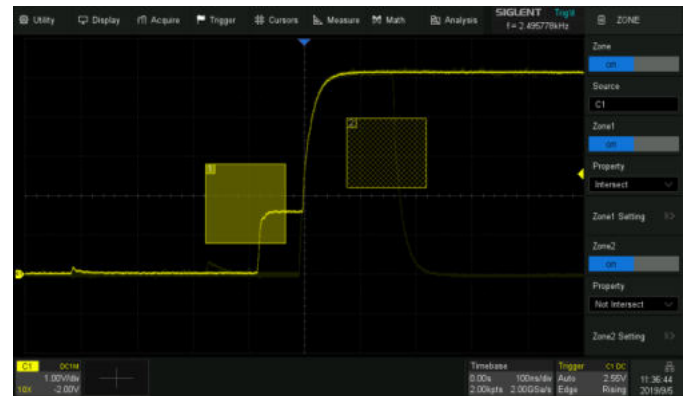 Utility Display Acquire Trigger Cursors Measure Math Analysis
SIGLENT Trig'd
f = 2.495778kHz
ZONE
Zone
on
Source
C1
Zone1
on
Property
Intersect
Zone1 Setting
Zone2
on
Property
Not Intersect
Zone2 Setting
1
2
C1 DC1M
1.00V/div
10X -2.00V
Timebase
0.00s 100ns/div
2.00kpts 2.00GSa/s
Trigger C1 DC
Auto 2.55V
Edge Rising
11:36:44
2019/9/5